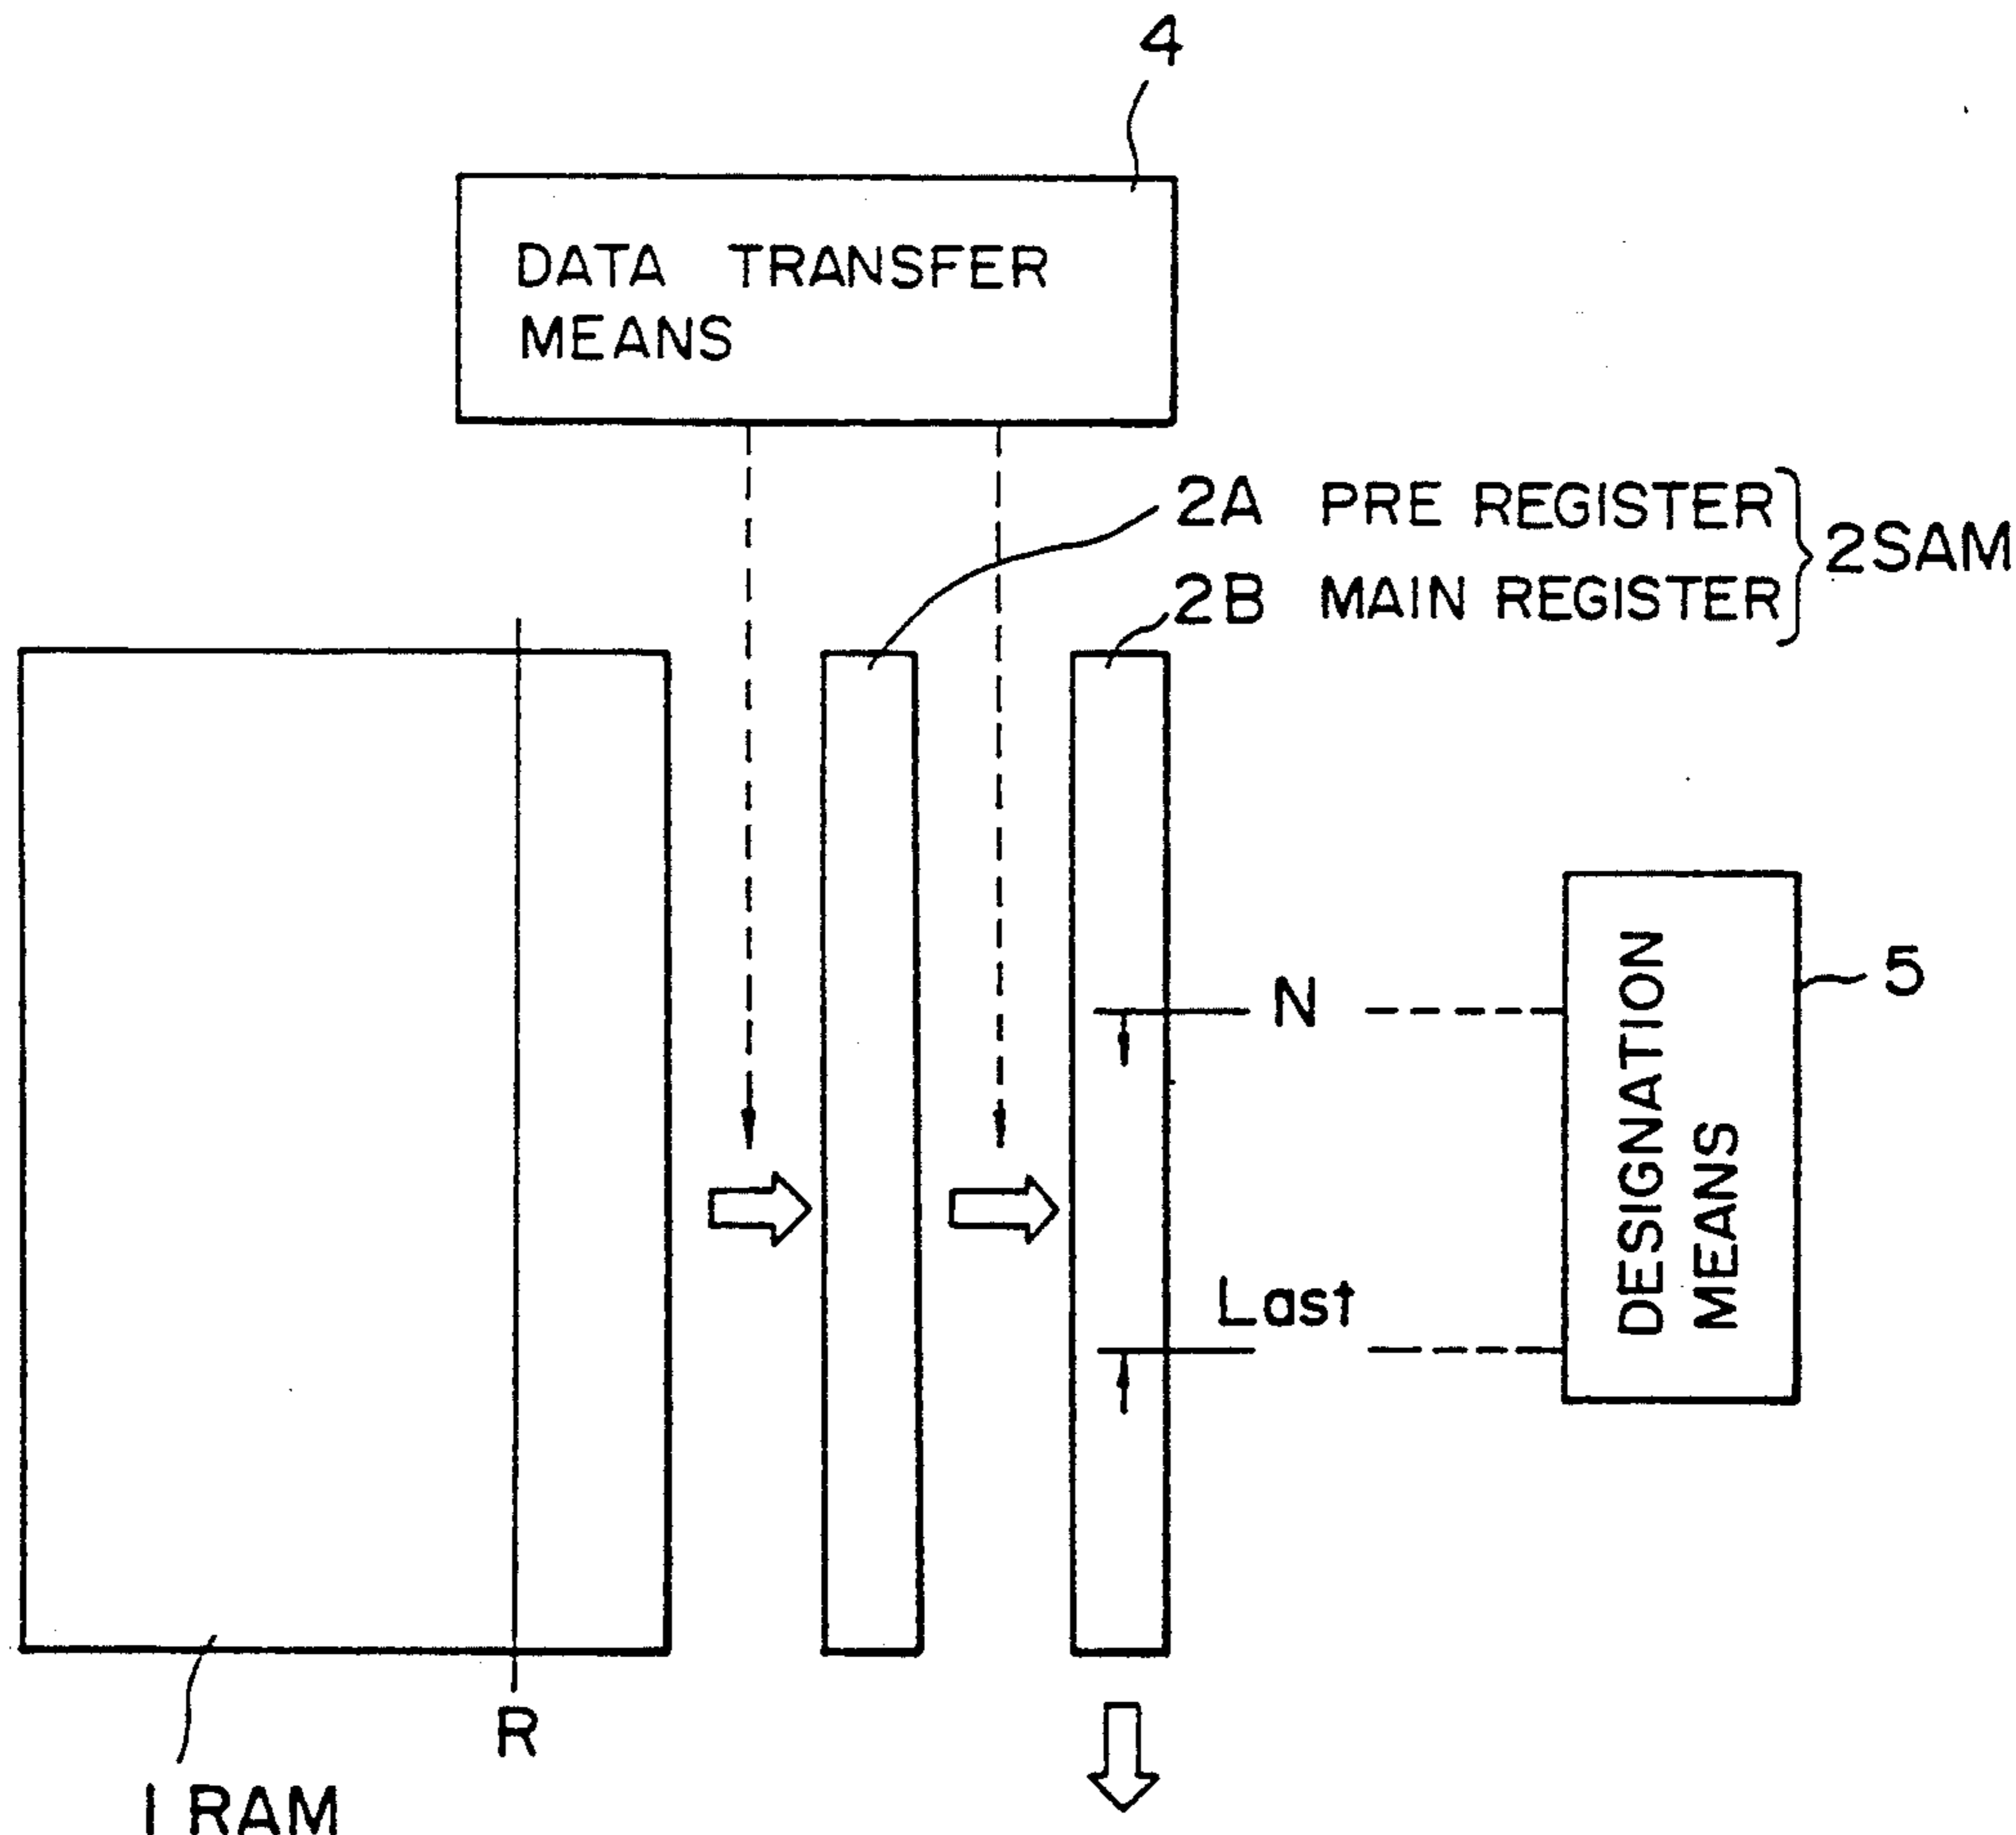 4
DATA TRANSFER
MEANS
2A PRE REGISTER
2B MAIN REGISTER
2SAM
N
DESIGNATION
MEANS
5
Last
R
1 RAM